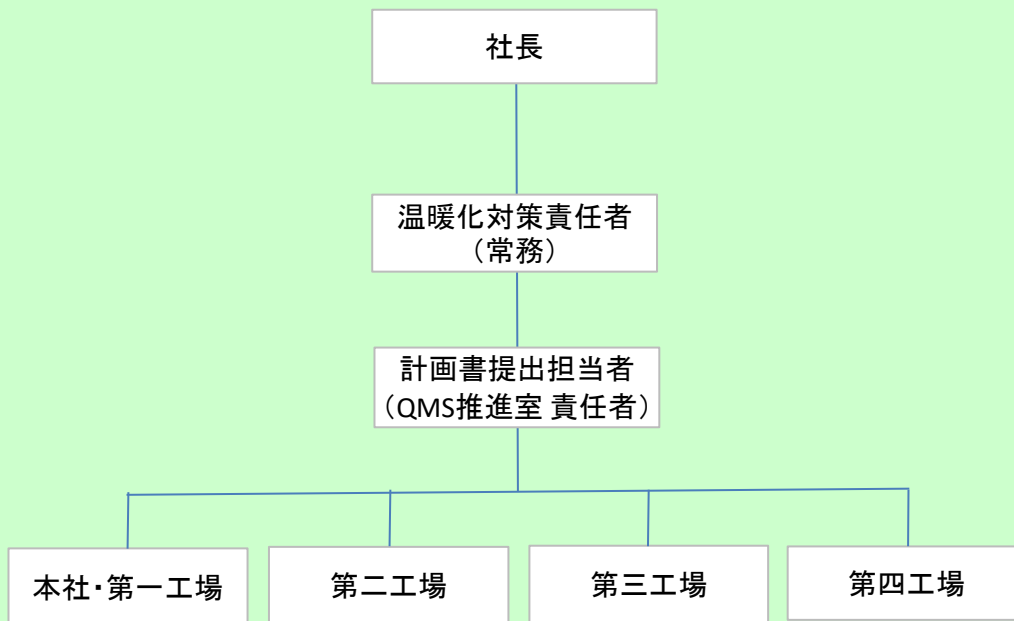 社長
温暖化対策責任者
（常務）
計画書提出担当者
（QMS推進室 責任者）
本社・第一工場
第二工場
第三工場
第四工場